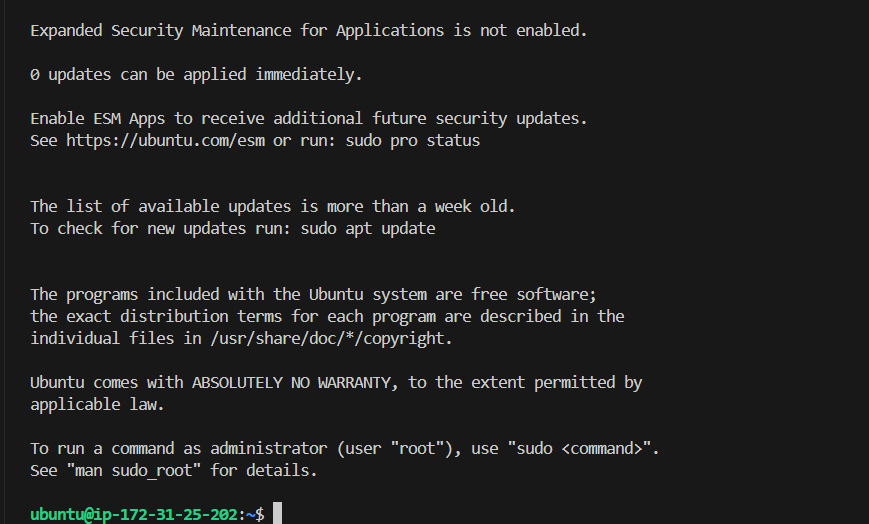 Expanded Security Maintenance for Applications is not enabled.
0 updates can be applied immediately.
Enable ESM Apps to receive additional future security updates.
See https://ubuntu.com/esm or run: sudo pro status
The list of available updates is more than a week old.
To check for new updates run: sudo apt update
The programs included with the Ubuntu system are free software;
the exact distribution terms for each program are described in the
individual files in /usr/share/doc/*/copyright.
Ubuntu comes with ABSOLUTELY NO WARRANTY, to the extent permitted by
applicable law.
To run a command as administrator (user "root"), use "sudo <command>".
See "man sudo_root" for details.
ubuntu@ip-172-31-25-202:~$